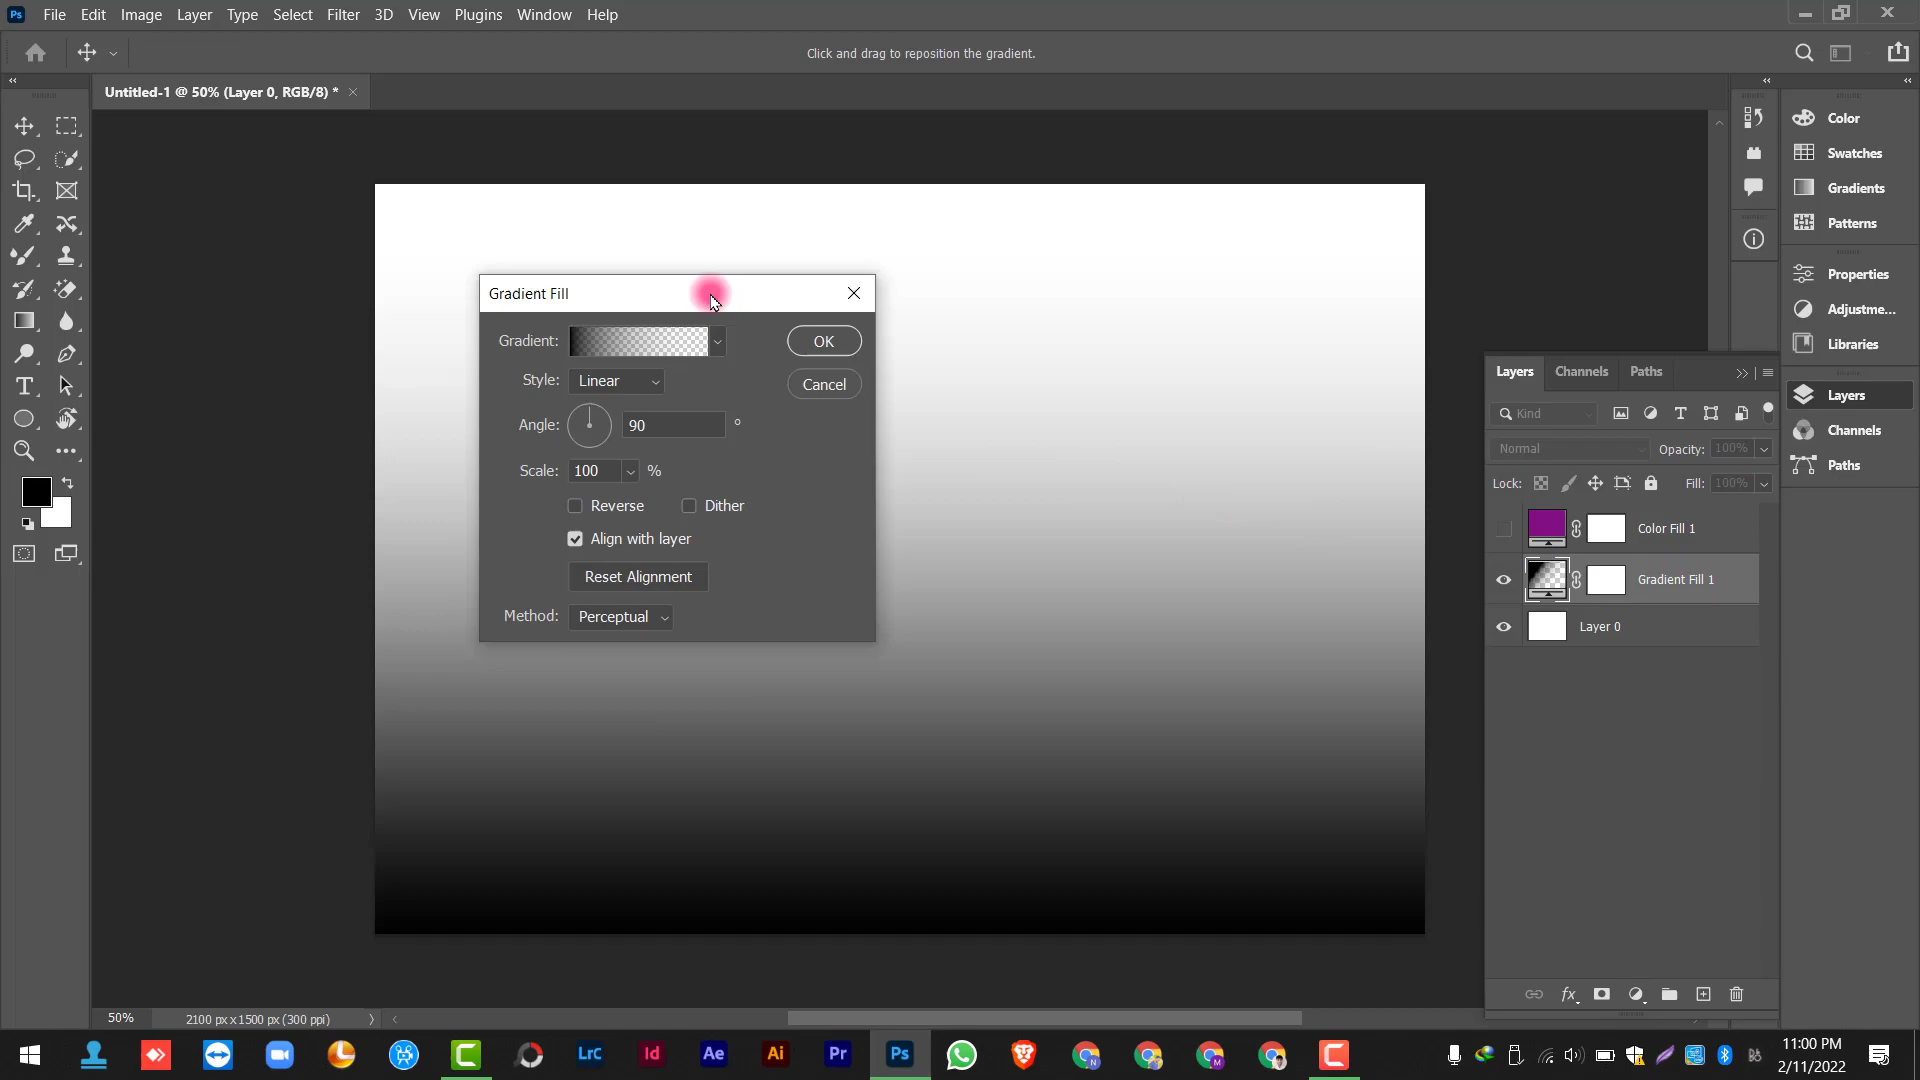 Ps File Edit Image Layer Type Select Filter 3D View Plugins Window Help
Click and drag to reposition the gradient.
Untitled-1 @ 50% (Layer 0, RGB/8) *
Color
Swatches
Gradients
Patterns
Properties
Adjustme...
Libraries
Layers
Channels
Paths
Gradient Fill
Gradient:
OK
Style: Linear
Cancel
Angle: 90 °
Scale: 100 %
Reverse Dither
Align with layer
Reset Alignment
Method: Perceptual
Layers Channels Paths
Kind
Normal Opacity: 100%
Lock: Fill: 100%
Color Fill 1
Gradient Fill 1
Layer 0
fx
50% 2100 px x 1500 px (300 ppi)
LrC Id Ae Ai Pr Ps
N
M
11:00 PM
2/11/2022